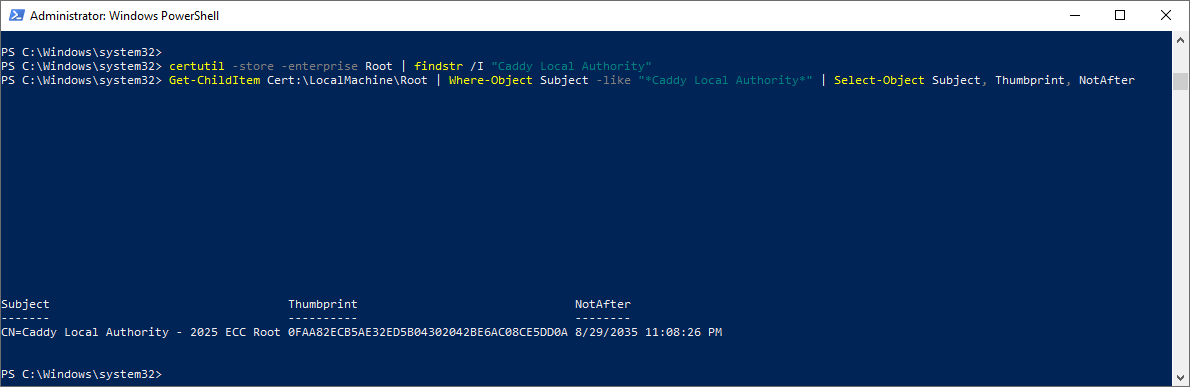 Administrator: Windows PowerShell
PS C:\Windows\system32>
PS C:\Windows\system32> certutil -store -enterprise Root | findstr /I "Caddy Local Authority"
PS C:\Windows\system32> Get-ChildItem Cert:\LocalMachine\Root | Where-Object Subject -like "*Caddy Local Authority*" | Select-Object Subject, Thumbprint, NotAfter
Subject Thumbprint NotAfter
------- ---------- --------
CN=Caddy Local Authority - 2025 ECC Root 0FAA82ECB5AE32ED5B04302042BE6AC08CE5DD0A 8/29/2035 11:08:26 PM
PS C:\Windows\system32>